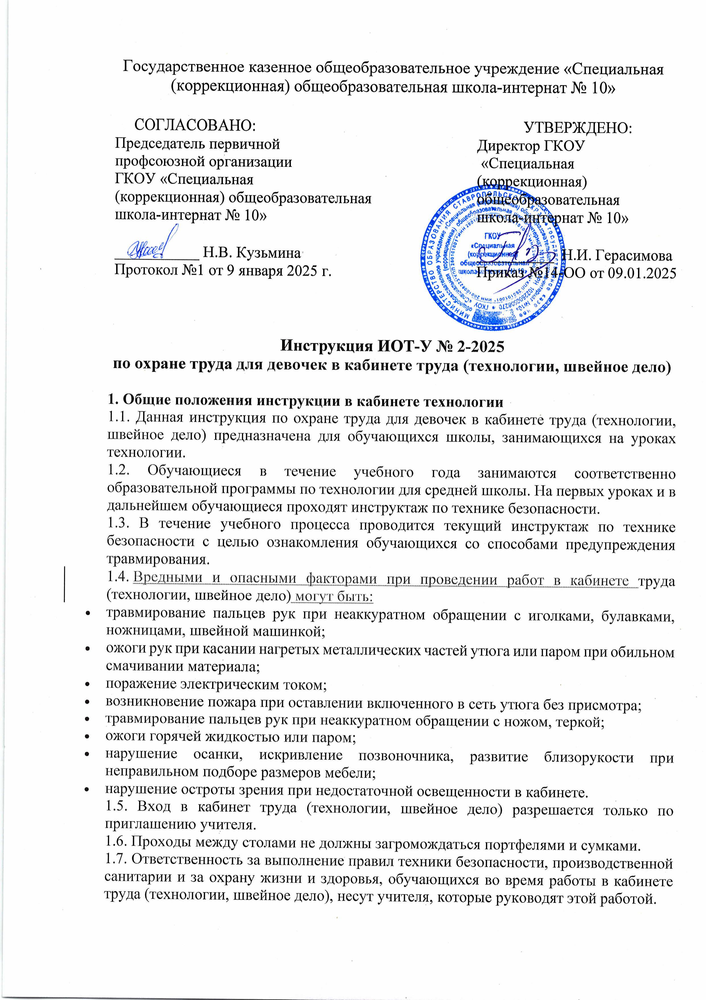 Государственное казенное общеобразовательное учреждение «Специальная
(коррекционная) общеобразовательная школа-интернат № 10»
СОГЛАСОВАНО:
Председатель первичной
профсоюзной организации
ГКОУ «Специальная
(коррекционная) общеобразовательная
школа-интернат № 10»
Н.В. Кузьмина
Протокол №1 от 9 января 2025 г.
УТВЕРЖДЕНО:
Директор ГКОУ
«Специальная
(коррекционная)
общеобразовательная
школа-интернат № 10»
Н.И. Герасимова
Приказ №14-ОО от 09.01.2025
ГКОУ
«Специальная
(коррекционная)
общеобразовательная
школа-интернат №10»
Инструкция ИОТ-У № 2-2025
по охране труда для девочек в кабинете труда (технологии, швейное дело)
1. Общие положения инструкции в кабинете технологии
1.1. Данная инструкция по охране труда для девочек в кабинете труда (технологии,
швейное дело) предназначена для обучающихся школы, занимающихся на уроках
технологии.
1.2. Обучающиеся в течение учебного года занимаются соответственно
образовательной программы по технологии для средней школы. На первых уроках и в
дальнейшем обучающиеся проходят инструктаж по технике безопасности.
1.3. В течение учебного процесса проводится текущий инструктаж по технике
безопасности с целью ознакомления обучающихся со способами предупреждения
травмирования.
1.4. Вредными и опасными факторами при проведении работ в кабинете труда
(технологии, швейное дело) могут быть:
• травмирование пальцев рук при неаккуратном обращении с иголками, булавками,
ножницами, швейной машинкой;
• ожоги рук при касании нагретых металлических частей утюга или паром при обильном
смачивании материала;
• поражение электрическим током;
• возникновение пожара при оставлении включенного в сеть утюга без присмотра;
• травмирование пальцев рук при неаккуратном обращении с ножом, теркой;
• ожоги горячей жидкостью или паром;
• нарушение осанки, искривление позвоночника, развитие близорукости при
неправильном подборе размеров мебели;
• нарушение остроты зрения при недостаточной освещенности в кабинете.
1.5. Вход в кабинет труда (технологии, швейное дело) разрешается только по
приглашению учителя.
1.6. Проходы между столами не должны загромождаться портфелями и сумками.
1.7. Ответственность за выполнение правил техники безопасности, производственной
санитарии и за охрану жизни и здоровья, обучающихся во время работы в кабинете
труда (технологии, швейное дело), несут учителя, которые руководят этой работой.